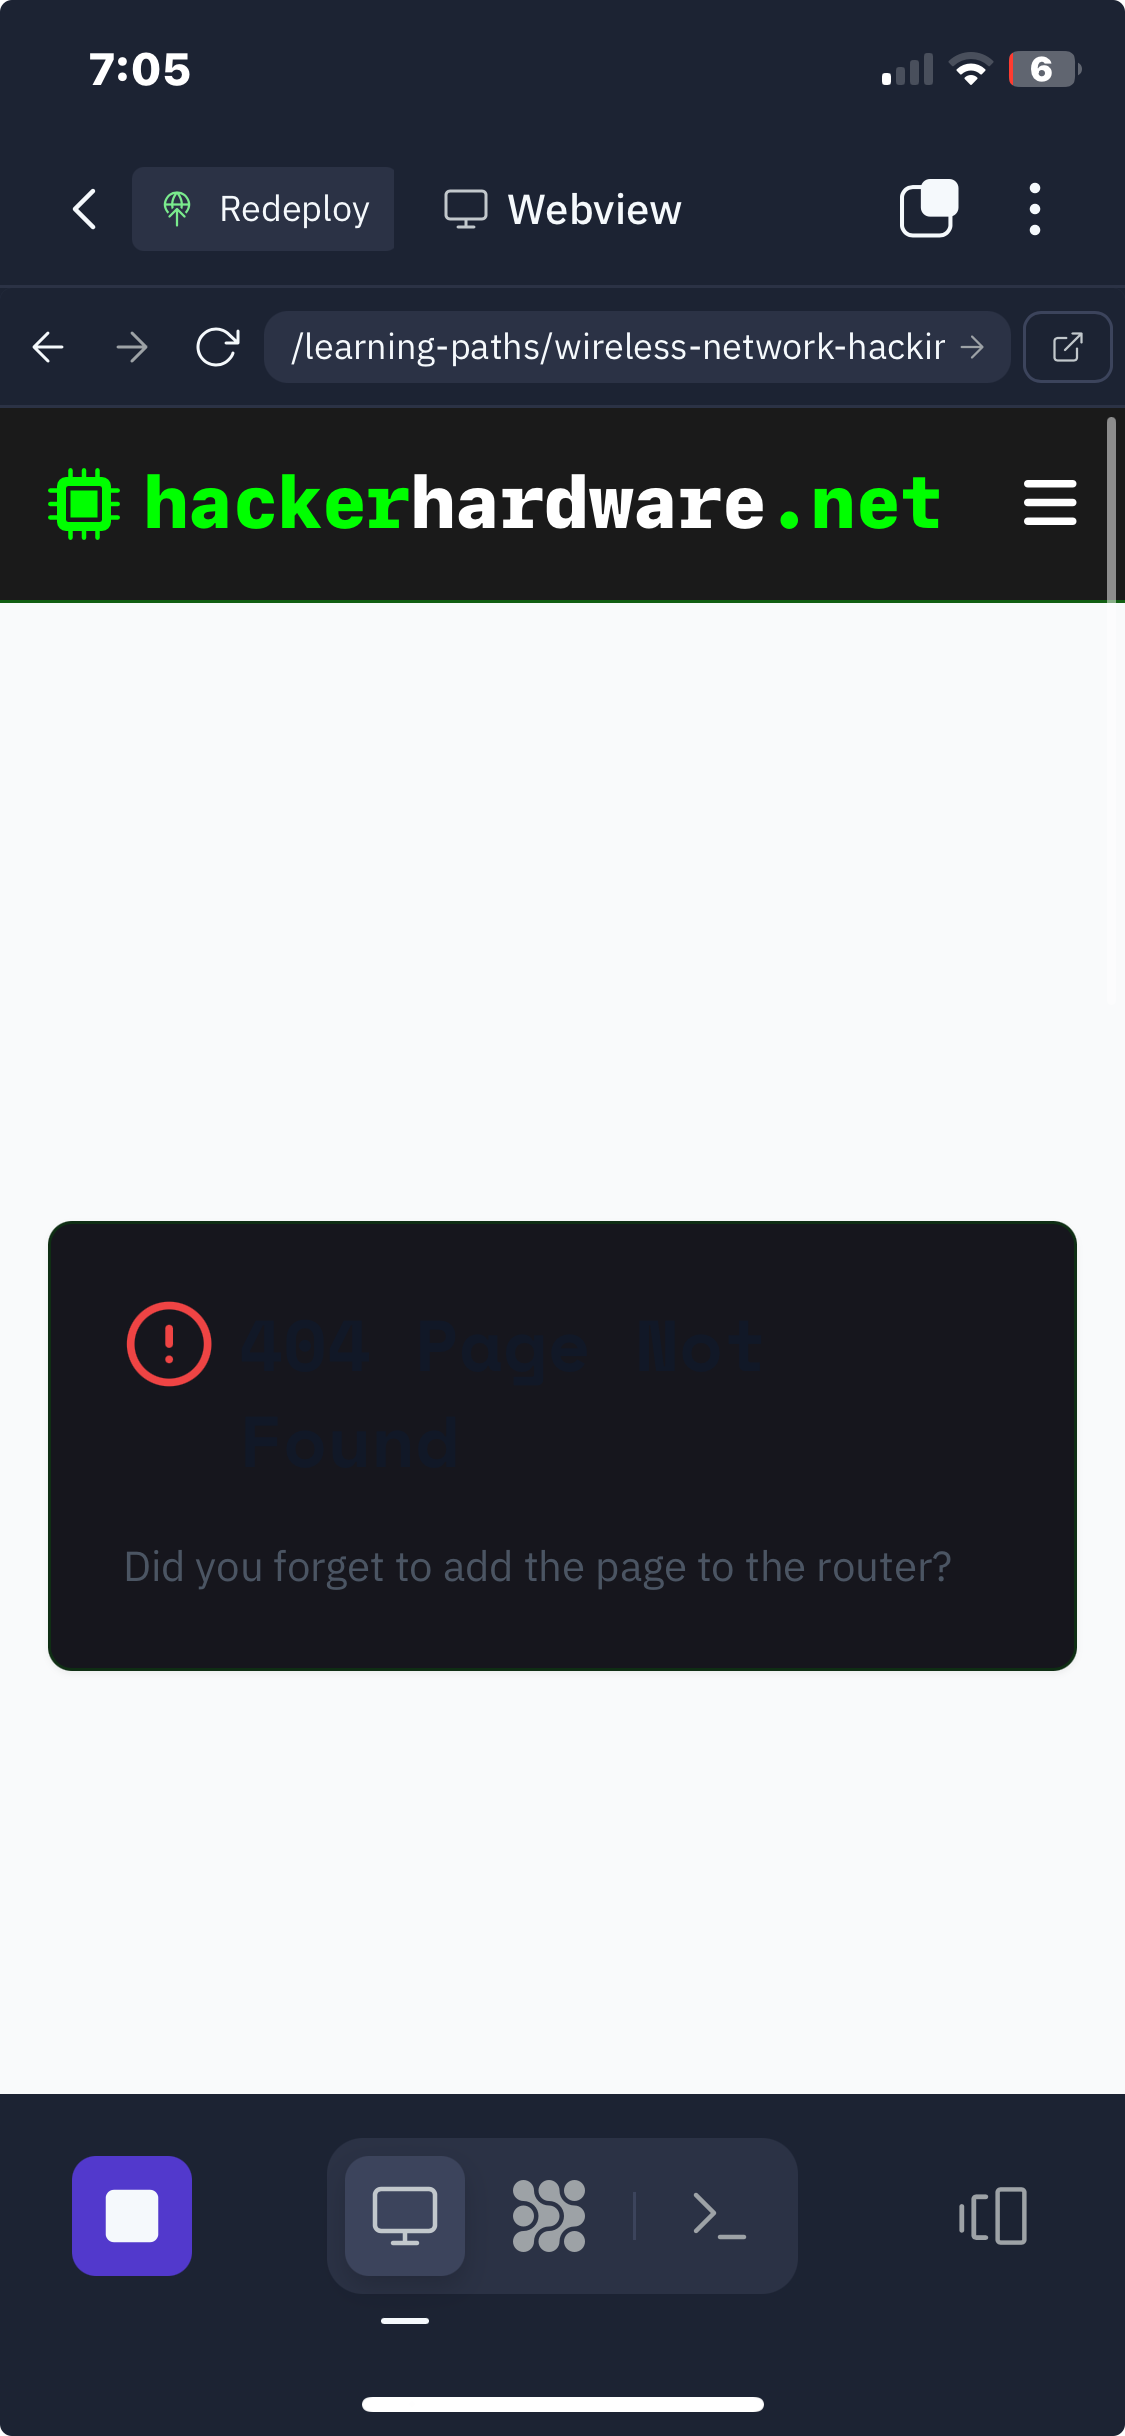 7:05
6
Redeploy
Webview
/learning-paths/wireless-network-hackin
hackerhardware.net
404 Page Not
Found
Did you forget to add the page to the router?